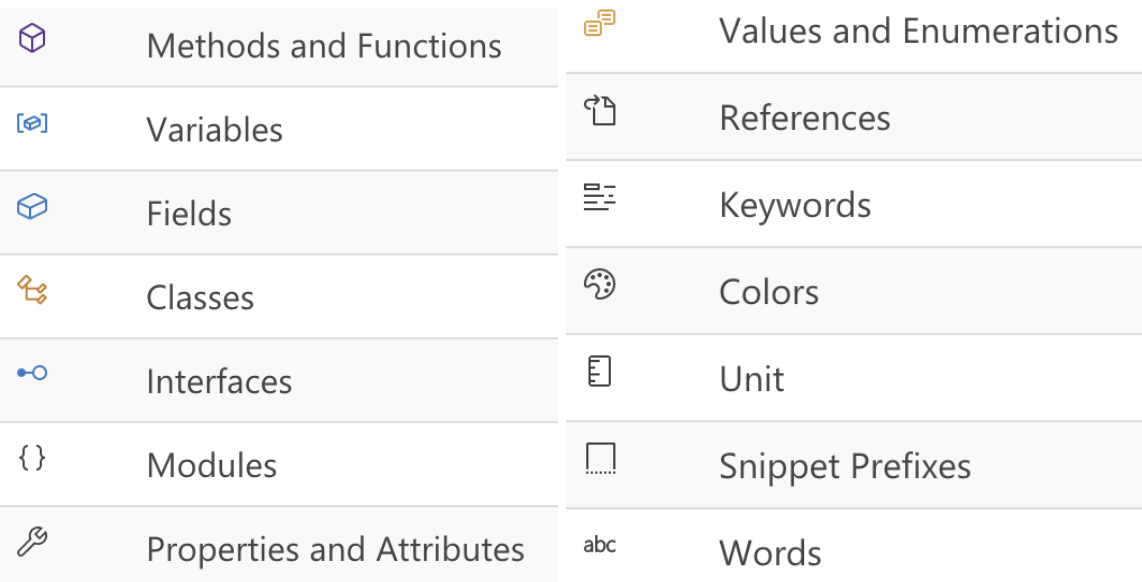 Methods and Functions
Variables
Fields
Classes
Interfaces
{} Modules
Properties and Attributes
Values and Enumerations
References
Keywords
Colors
Unit
Snippet Prefixes
abc Words